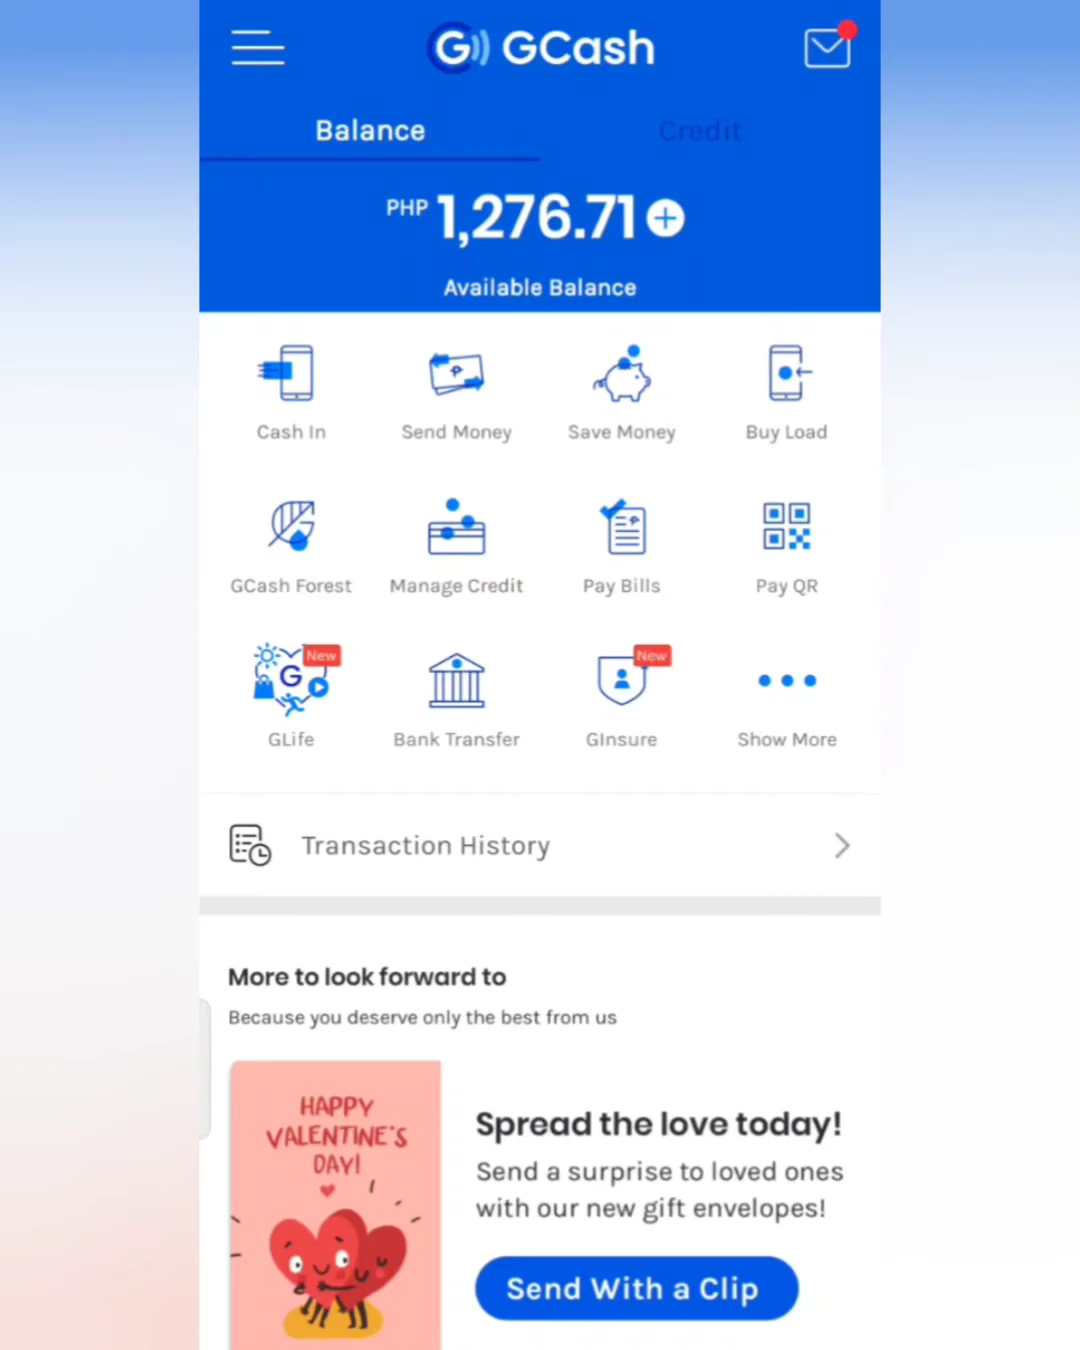 GCash
Balance
Credit
PHP 1,276.71
Available Balance
Cash In
Send Money
Save Money
Buy Load
GCash Forest
Manage Credit
Pay Bills
Pay QR
New
G
New
GLife
Bank Transfer
GInsure
Show More
Transaction History
More to look forward to
Because you deserve only the best from us
HAPPY
VALENTINE'S
DAY!
Spread the love today!
Send a surprise to loved ones
with our new gift envelopes!
Send With a Clip